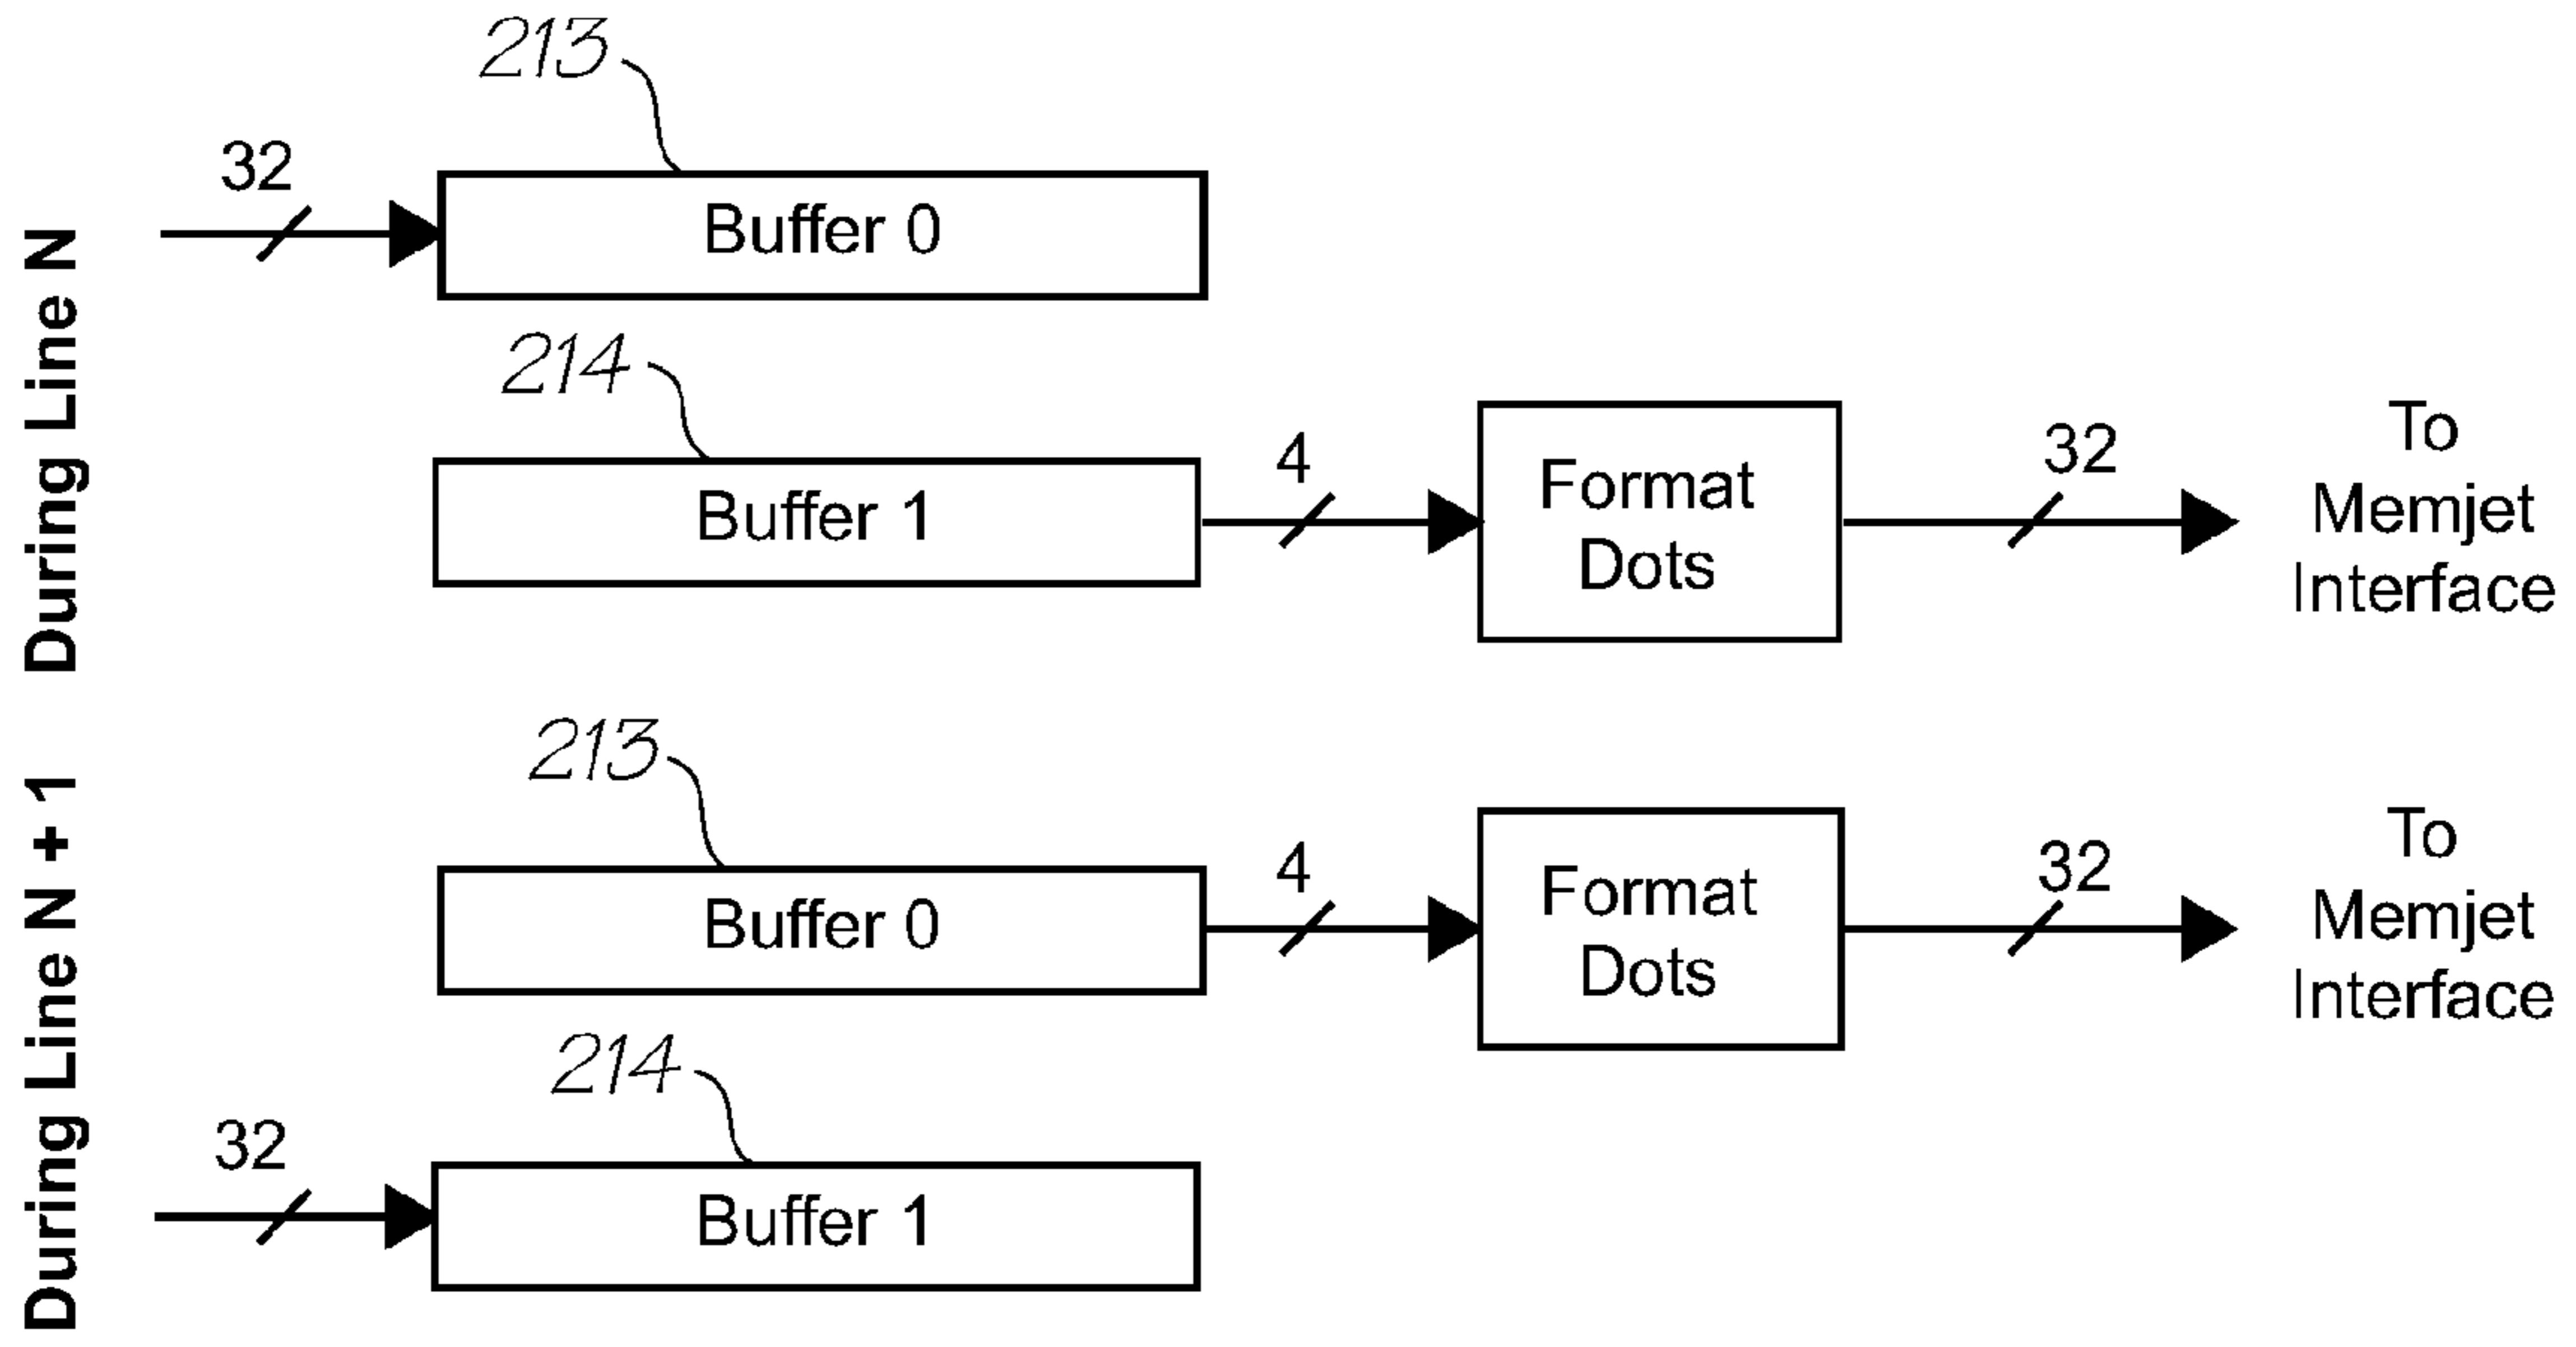 During Line N
213
32
Buffer 0
214
Buffer 1
4
Format
Dots
32
To
Memjet
Interface
During Line N + 1
213
Buffer 0
4
Format
Dots
32
To
Memjet
Interface
214
32
Buffer 1